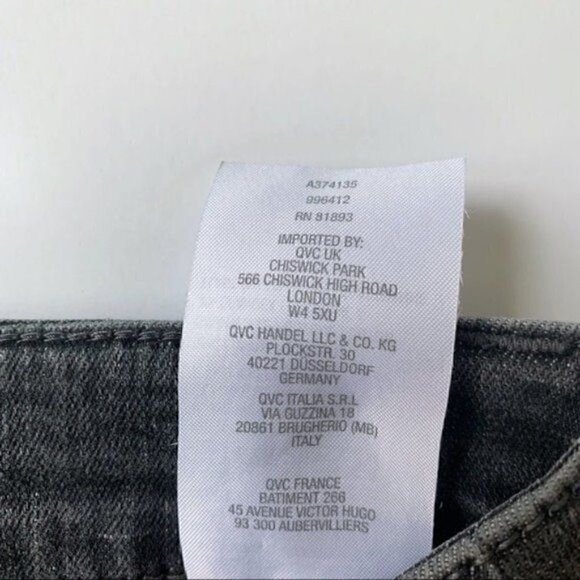 A374135
996412
RN 81893
IMPORTED BY:
QVC UK
CHISWICK PARK
566 CHISWICK HIGH ROAD
LONDON
W4 5XU
QVC HANDEL LLC & CO. KG
PLOCKSTR. 30
40221 DÜSSELDORF
GERMANY
QVC ITALIA S.R.L
VIA GUZZINA 18
20861 BRUGHERIO (MB)
ITALY
QVC FRANCE
BATIMENT 266
45 AVENUE VICTOR HUGO
93 300 AUBERVILLIERS